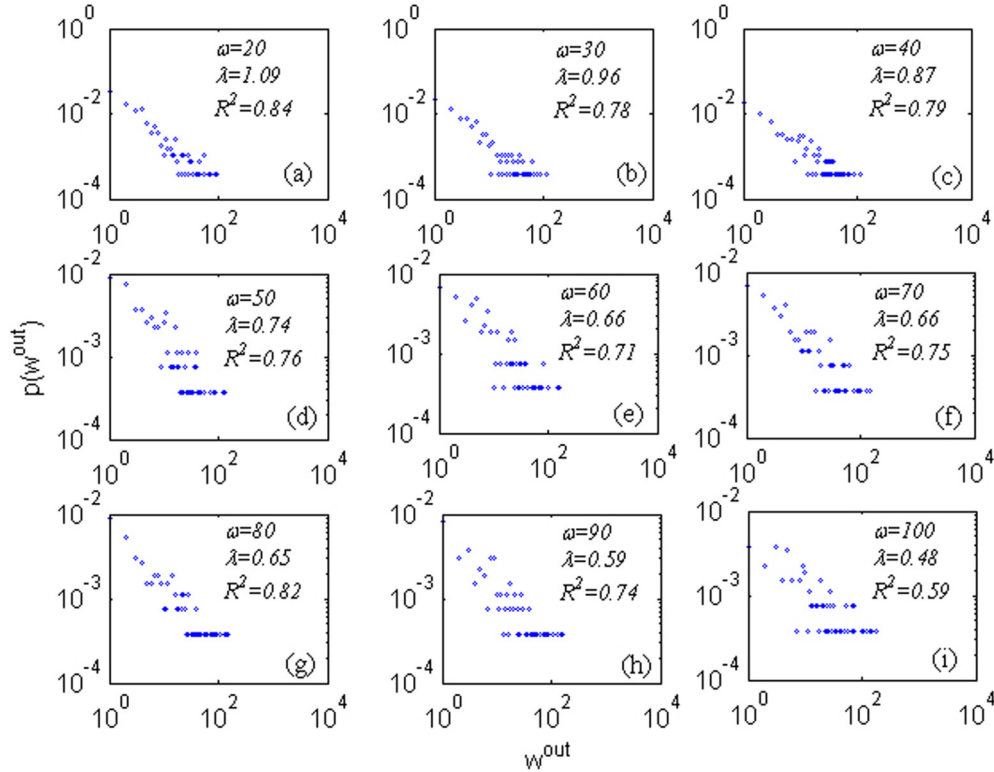 10^0
10^-2
10^-4
10^0
10^2
10^4
ω=20
λ=1.09
R^2=0.84
(a)
10^0
10^-2
10^-4
10^0
10^2
10^4
ω=30
λ=0.96
R^2=0.78
(b)
10^0
10^-2
10^-4
10^0
10^2
10^4
ω=40
λ=0.87
R^2=0.79
(c)
p(w^out)
10^-2
10^-3
10^-4
10^0
10^2
10^4
ω=50
λ=0.74
R^2=0.76
(d)
10^-2
10^-3
10^-4
10^0
10^2
10^4
ω=60
λ=0.66
R^2=0.71
(e)
10^-2
10^-3
10^-4
10^0
10^2
10^4
ω=70
λ=0.66
R^2=0.75
(f)
10^-2
10^-3
10^-4
10^0
10^2
10^4
ω=80
λ=0.65
R^2=0.82
(g)
10^-2
10^-3
10^-4
10^0
10^2
10^4
ω=90
λ=0.59
R^2=0.74
(h)
10^-2
10^-3
10^-4
10^0
10^2
10^4
ω=100
λ=0.48
R^2=0.59
(i)
w^out